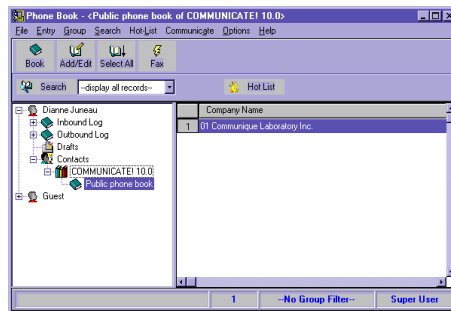 Phone Book - <Public phone book of COMMUNICATE! 10.0>
File Entry Group Search Hot-List Communicate Options Help
Book Add/Edit Select All Fax
Search --display all records-- Hot List
Dianne Juneau
Inbound Log
Outbound Log
Drafts
Contacts
COMMUNICATE! 10.0
Public phone book
Guest
Company Name
1 01 Communique Laboratory Inc.
1 --No Group Filter-- Super User